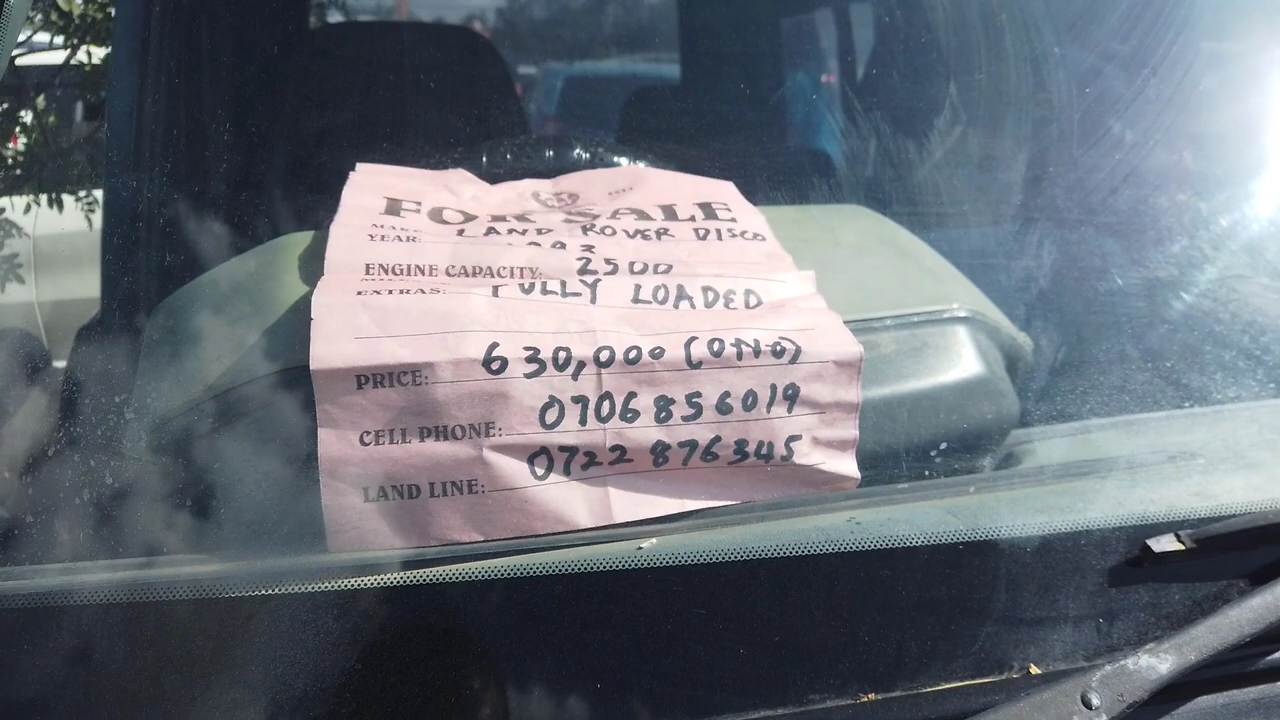 FOR SALE
LAND ROVER DISCO
YEAR:
ENGINE CAPACITY: 2500
EXTRAS: FULLY LOADED
PRICE: 630,000 (ONO)
CELL PHONE: 0706856019
LAND LINE: 0722 876345